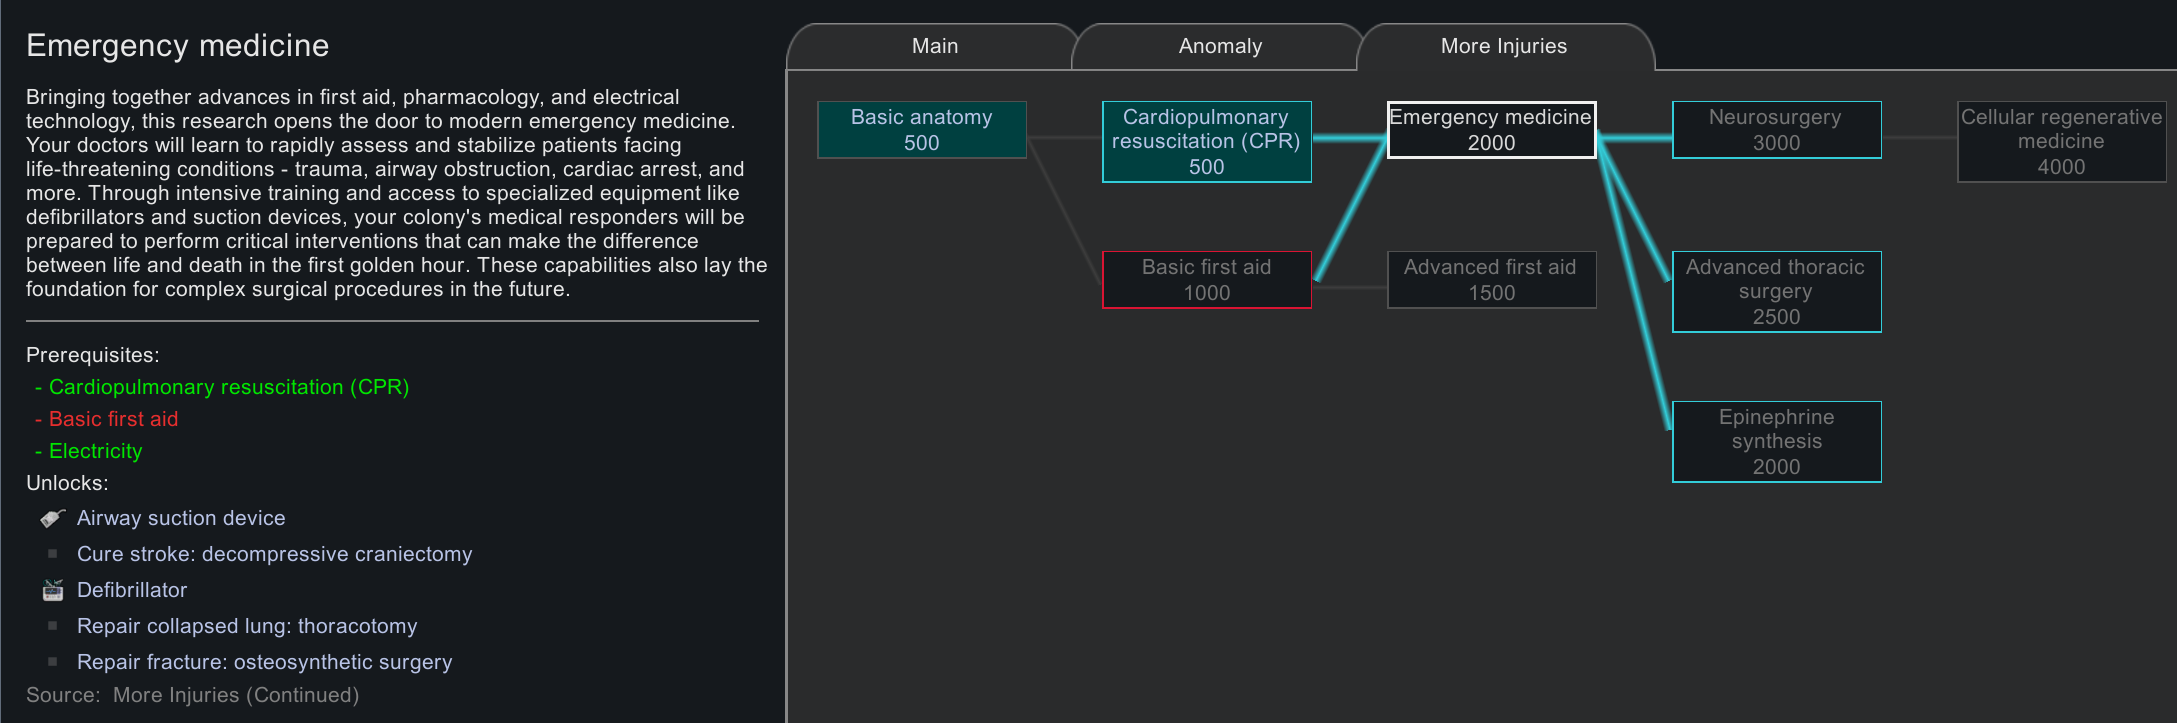 Emergency medicine
Bringing together advances in first aid, pharmacology, and electrical
technology, this research opens the door to modern emergency medicine.
Your doctors will learn to rapidly assess and stabilize patients facing
life-threatening conditions - trauma, airway obstruction, cardiac arrest, and
more. Through intensive training and access to specialized equipment like
defibrillators and suction devices, your colony's medical responders will be
prepared to perform critical interventions that can make the difference
between life and death in the first golden hour. These capabilities also lay the
foundation for complex surgical procedures in the future.
Prerequisites:
- Cardiopulmonary resuscitation (CPR)
- Basic first aid
- Electricity
Unlocks:
Airway suction device
Cure stroke: decompressive craniectomy
Defibrillator
Repair collapsed lung: thoracotomy
Repair fracture: osteosynthetic surgery
Source: More Injuries (Continued)
Main
Anomaly
More Injuries
Basic anatomy
500
Cardiopulmonary
resuscitation (CPR)
500
Emergency medicine
2000
Neurosurgery
3000
Cellular regenerative
medicine
4000
Basic first aid
1000
Advanced first aid
1500
Advanced thoracic
surgery
2500
Epinephrine
synthesis
2000